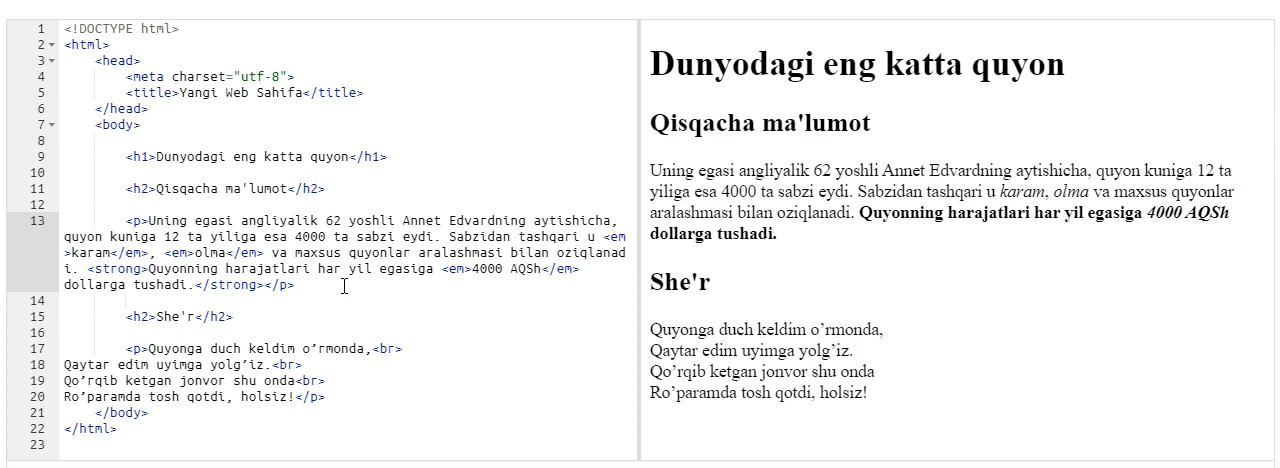 1 <!DOCTYPE html>
2 <html>
3 <head>
4 <meta charset="utf-8">
5 <title>Yangi Web Sahifa</title>
6 </head>
7 <body>
8
9 <h1>Dunyodagi eng katta quyon</h1>
10
11 <h2>Qisqacha ma'lumot</h2>
12
13 <p>Uning egasi angliyalik 62 yoshli Annet Edvardning aytishicha,
quyon kuniga 12 ta yiliga esa 4000 ta sabzi eydi. Sabzidan tashqari u <em
>karam</em>, <em>olma</em> va maxsus quyonlar aralashmasi bilan oziqlanad
i. <strong>Quyonning harajatlari har yil egasiga <em>4000 AQSh</em>
dollarga tushadi.</strong></p>
14
15 <h2>She'r</h2>
16
17 <p>Quyonga duch keldim o’rmonda,<br>
18 Qaytar edim uyimga yolg’iz.<br>
19 Qo’rqib ketgan jonvor shu onda<br>
20 Ro’paramda tosh qotdi, holsiz!</p>
21 </body>
22 </html>
23
Dunyodagi eng katta quyon
Qisqacha ma'lumot
Uning egasi angliyalik 62 yoshli Annet Edvardning aytishicha, quyon kuniga 12 ta
yiliga esa 4000 ta sabzi eydi. Sabzidan tashqari u karam, olma va maxsus quyonlar
aralashmasi bilan oziqlanadi. Quyonning harajatlari har yil egasiga 4000 AQSh
dollarga tushadi.
She'r
Quyonga duch keldim o’rmonda,
Qaytar edim uyimga yolg’iz.
Qo’rqib ketgan jonvor shu onda
Ro’paramda tosh qotdi, holsiz!